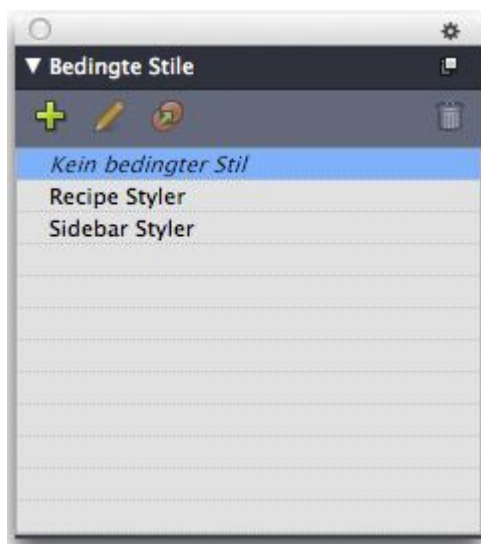 Bedingte Stile
Kein bedingter Stil
Recipe Styler
Sidebar Styler